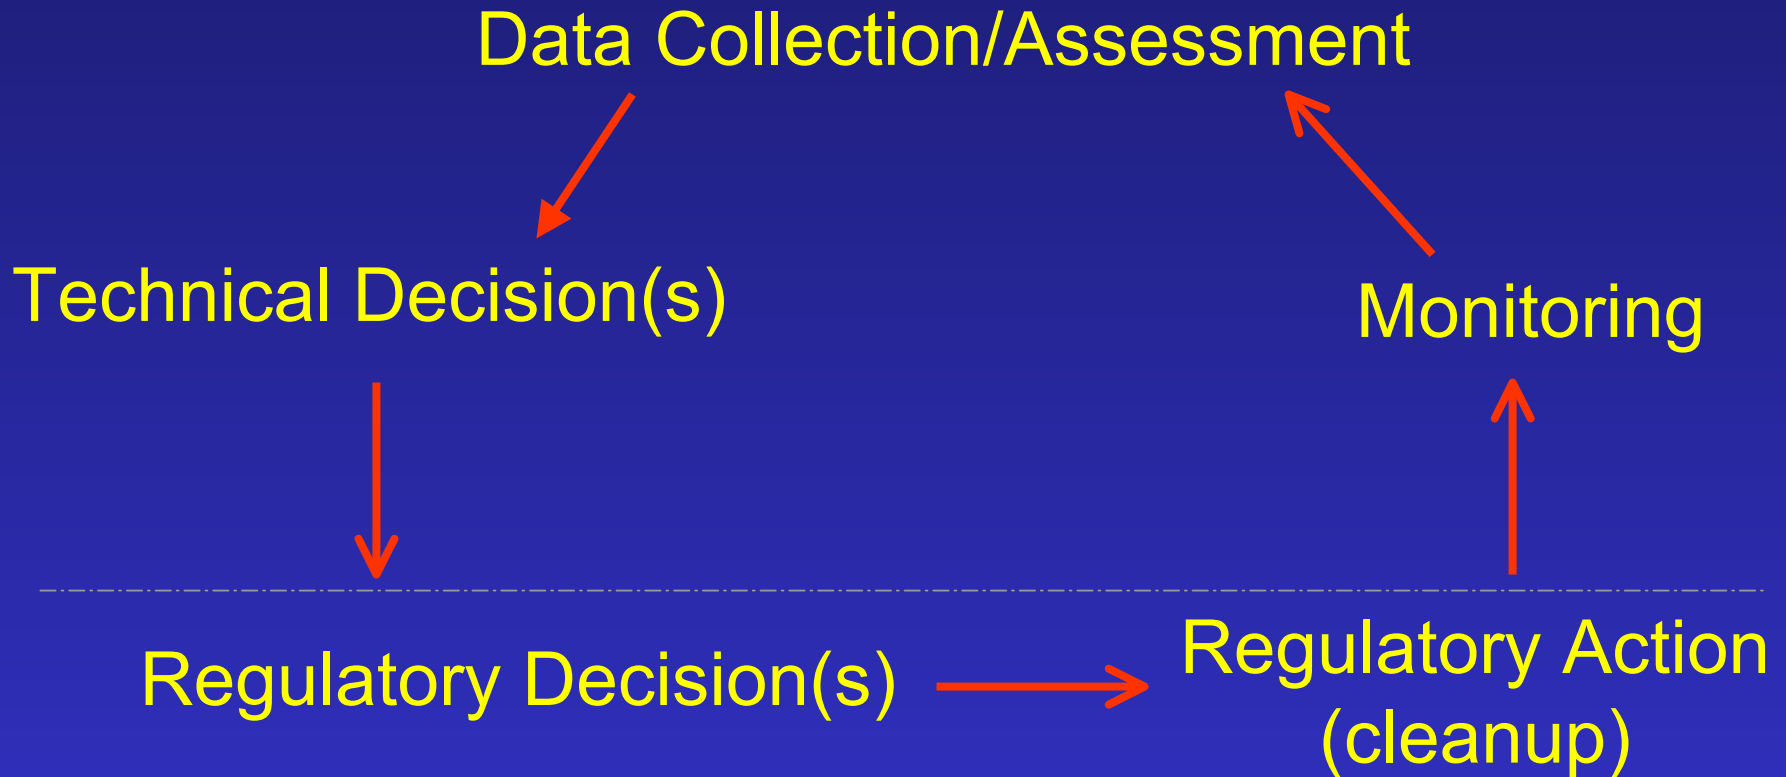 Data Collection/Assessment
Technical Decision(s)
Monitoring
Regulatory Decision(s)
Regulatory Action
(cleanup)